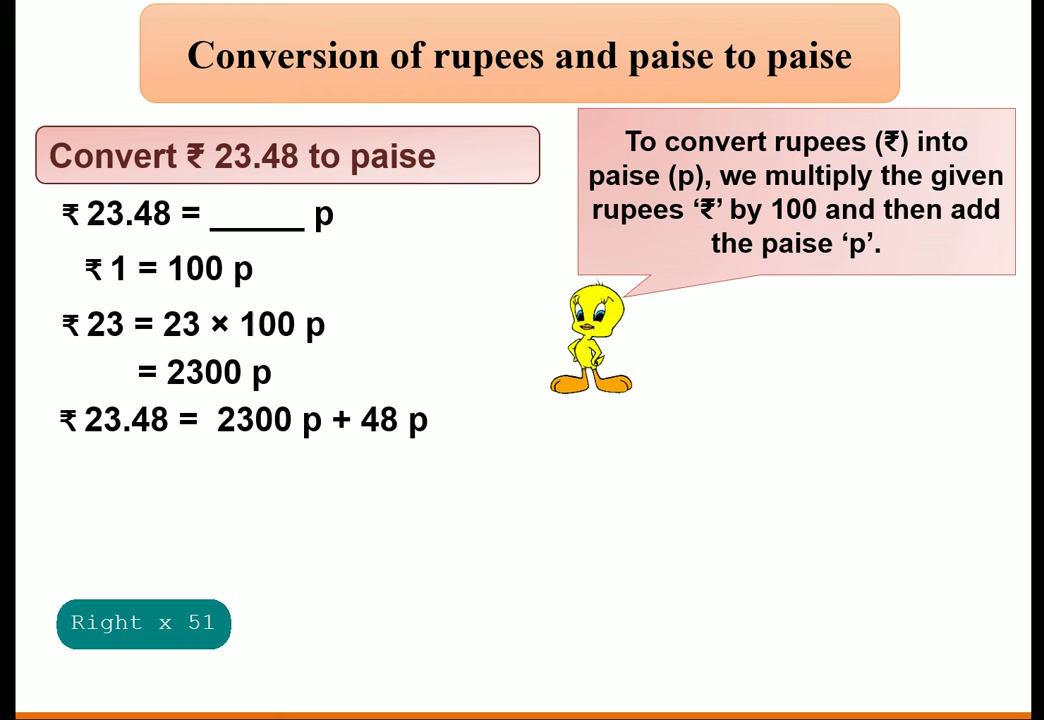 Conversion of rupees and paise to paise
Convert ₹ 23.48 to paise
₹ 23.48 = _____ p
₹ 1 = 100 p
₹ 23 = 23 × 100 p
= 2300 p
₹ 23.48 = 2300 p + 48 p
To convert rupees (₹) into
paise (p), we multiply the given
rupees ‘₹’ by 100 and then add
the paise ‘p’.
Right x 51